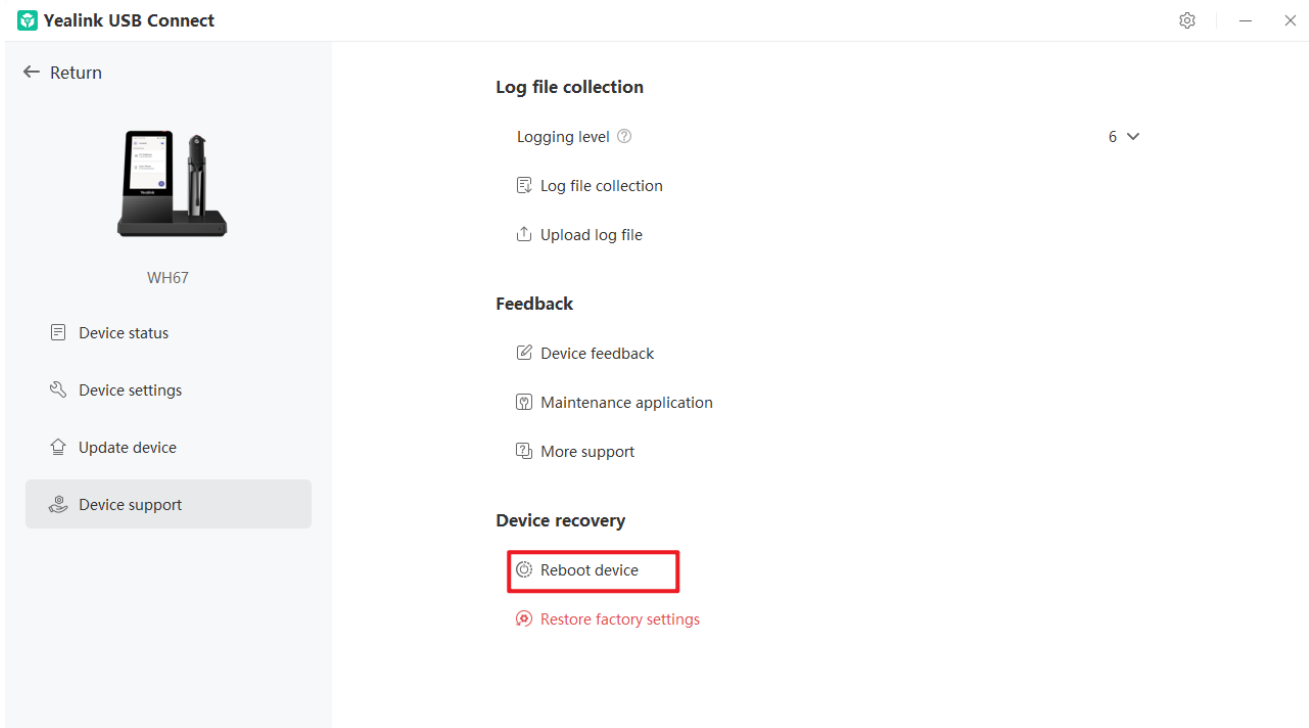 Yealink USB Connect
Return
WH67
Device status
Device settings
Update device
Device support
Log file collection
Logging level
6
Log file collection
Upload log file
Feedback
Device feedback
Maintenance application
More support
Device recovery
Reboot device
Restore factory settings